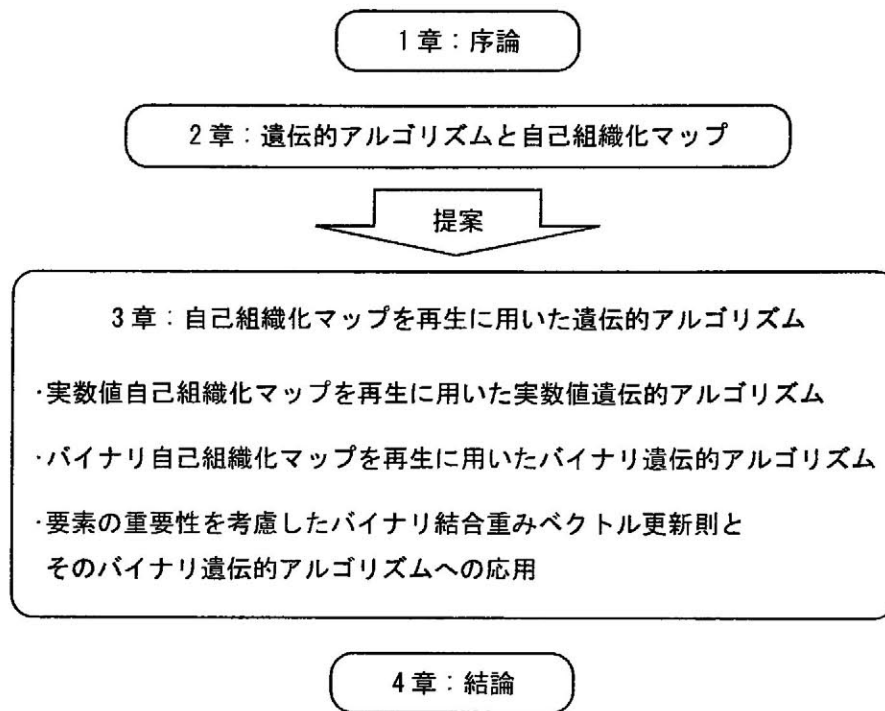 1章：序論
2章：遺伝的アルゴリズムと自己組織化マップ
提案
3章：自己組織化マップを再生に用いた遺伝的アルゴリズム
・実数値自己組織化マップを再生に用いた実数値遺伝的アルゴリズム
・バイナリ自己組織化マップを再生に用いたバイナリ遺伝的アルゴリズム
・要素の重要性を考慮したバイナリ結合重みベクトル更新則と
そのバイナリ遺伝的アルゴリズムへの応用
4章：結論